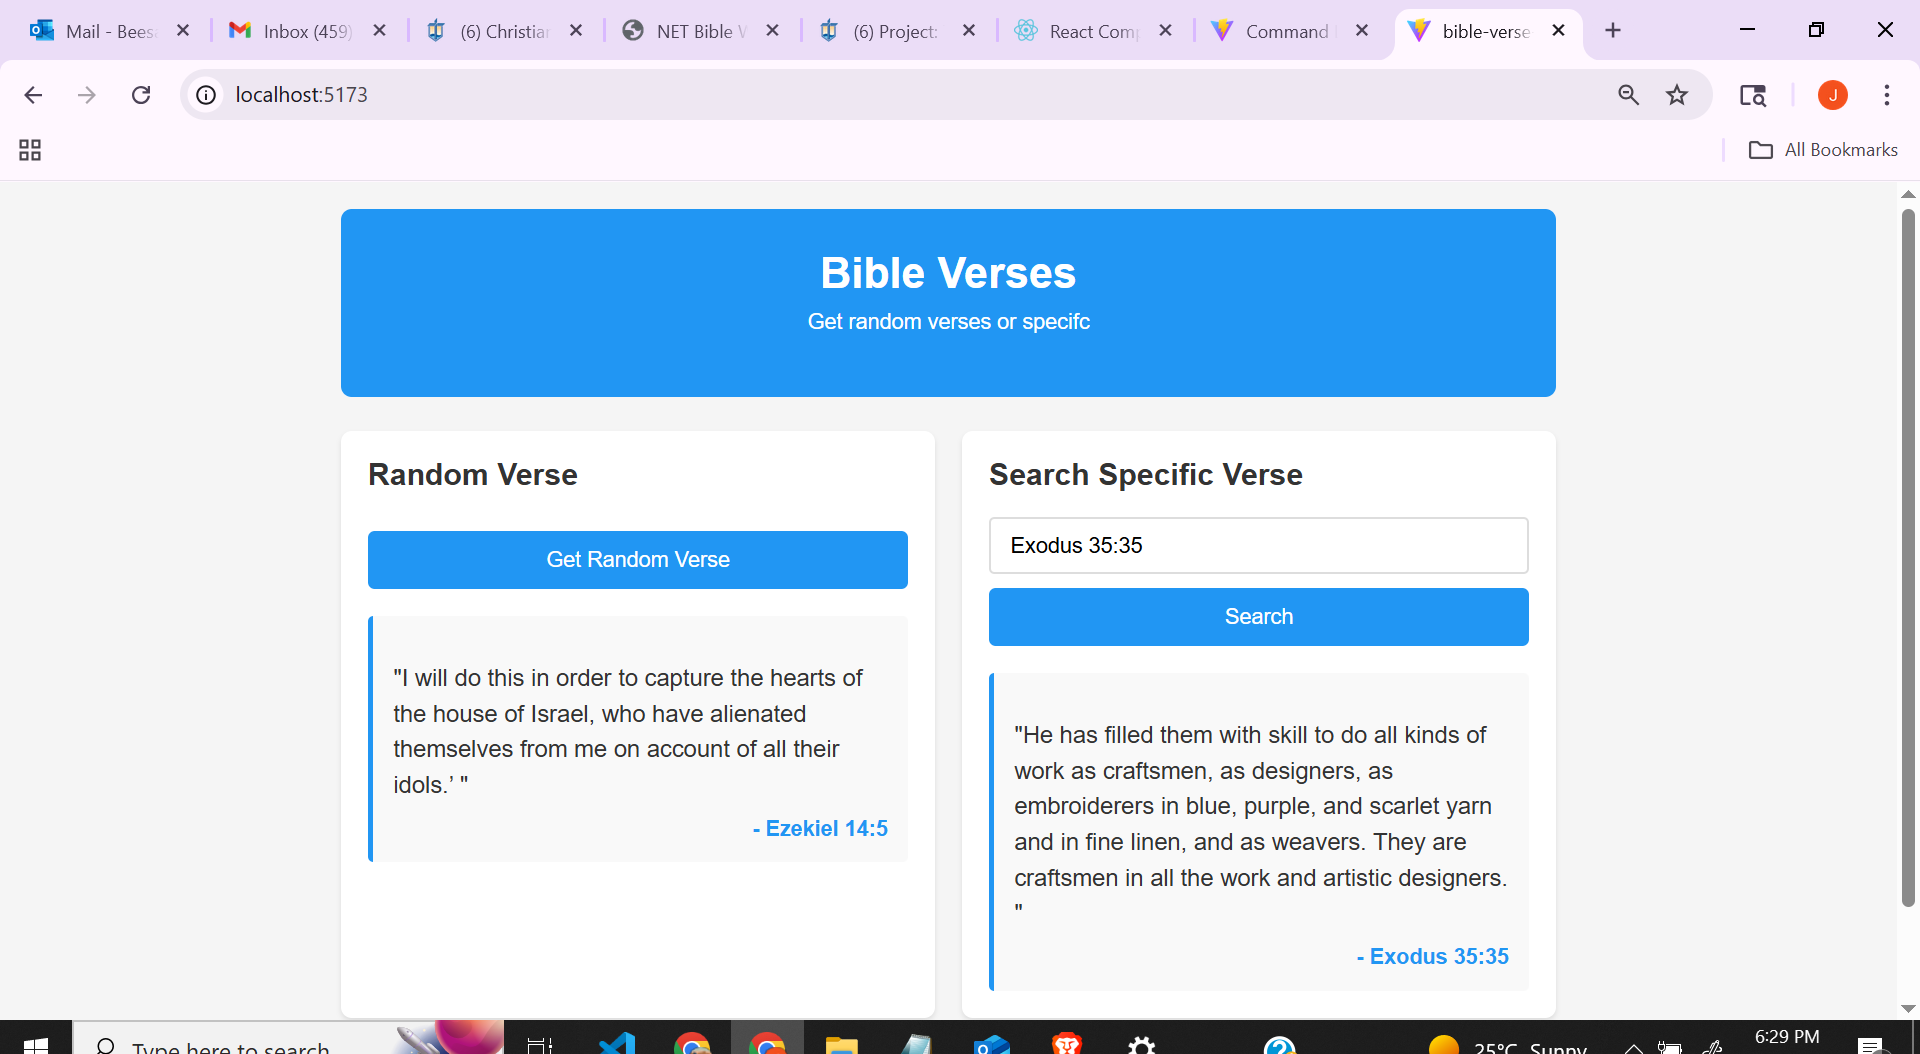 Mail - Bees
Inbox (459)
(6) Christian
NET Bible
(6) Project:
React Comp
Command
bible-verse
localhost:5173
J
All Bookmarks
Bible Verses
Get random verses or specifc
Random Verse
Get Random Verse
"I will do this in order to capture the hearts of
the house of Israel, who have alienated
themselves from me on account of all their
idols.’ "
- Ezekiel 14:5
Search Specific Verse
Exodus 35:35
Search
"He has filled them with skill to do all kinds of
work as craftsmen, as designers, as
embroiderers in blue, purple, and scarlet yarn
and in fine linen, and as weavers. They are
craftsmen in all the work and artistic designers.
"
- Exodus 35:35
Type here to search
25°C Sunny
6:29 PM